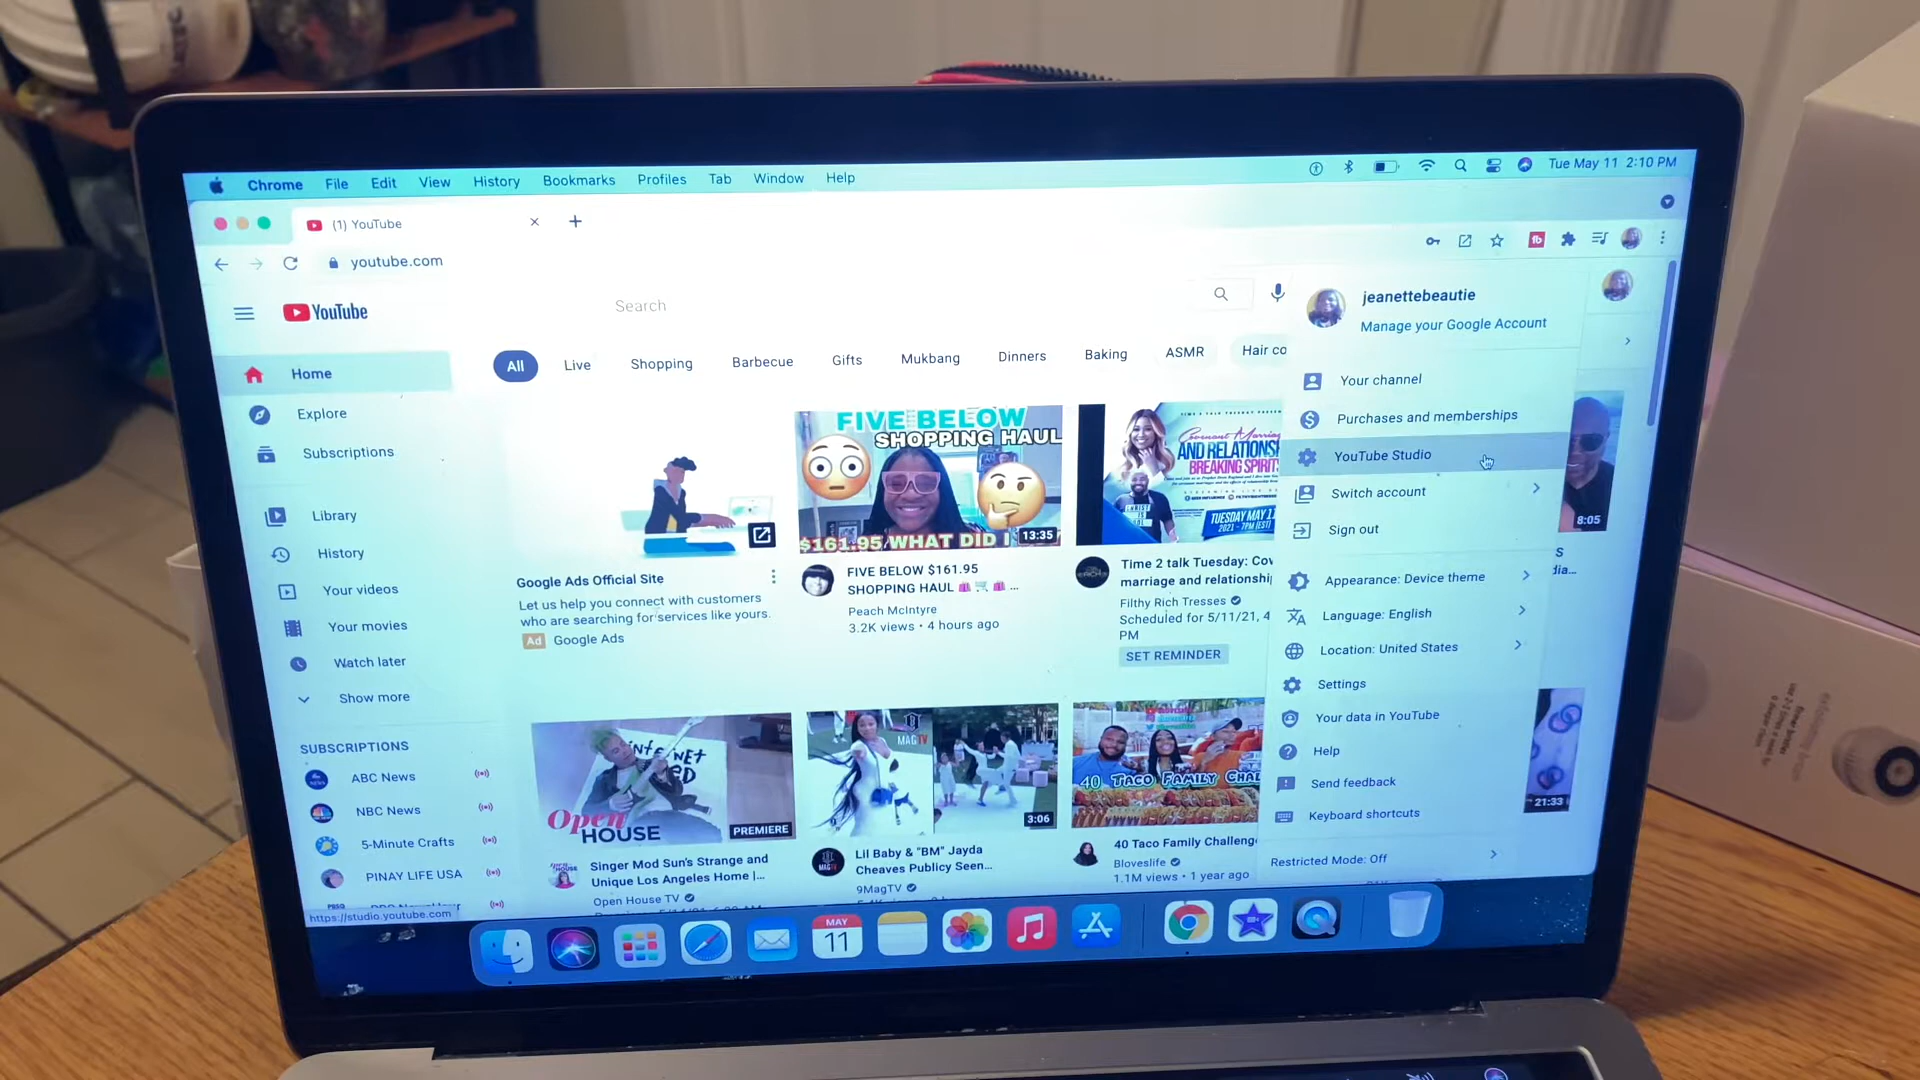 Chrome File Edit View History Bookmarks Profiles Tab Window Help
Tue May 11 2:10 PM
(1) YouTube
youtube.com
YouTube
Search
jeanettebeautie
Manage your Google Account
All Live Shopping Barbecue Gifts Mukbang Dinners Baking ASMR Hair co
Home
Explore
Subscriptions
Library
History
Your videos
Your movies
Watch later
Show more
SUBSCRIPTIONS
ABC News
NBC News
5-Minute Crafts
PINAY LIFE USA
https://studio.youtube.com
Google Ads Official Site
Let us help you connect with customers
who are searching for services like yours.
Ad Google Ads
FIVE BELOW
SHOPPING HAUL
$161.95 WHAT DID I
13:35
FIVE BELOW $161.95
SHOPPING HAUL 🛍️ 🛒 🛍️ ...
Peach McIntyre
3.2K views • 4 hours ago
Covenant Marriage
AND RELATIONSH
BREAKING SPIRIT
TUESDAY MAY 11
2021 - 7PM (EST)
Time 2 talk Tuesday: Cov
marriage and relationshi
Filthy Rich Tresses
Scheduled for 5/11/21, 4
PM
SET REMINDER
Open
HOUSE
PREMIERE
Singer Mod Sun's Strange and
Unique Los Angeles Home |...
Open House TV
MAGTV
3:06
Lil Baby & "BM" Jayda
Cheaves Publicly Seen...
9MagTV
40 TACO FAMILY CHAL
40 Taco Family Challenge
Bloveslife
1.1M views • 1 year ago
Your channel
Purchases and memberships
YouTube Studio
Switch account
Sign out
Appearance: Device theme
Language: English
Location: United States
Settings
Your data in YouTube
Help
Send feedback
Keyboard shortcuts
Restricted Mode: Off
8:05
21:33
MAY
11